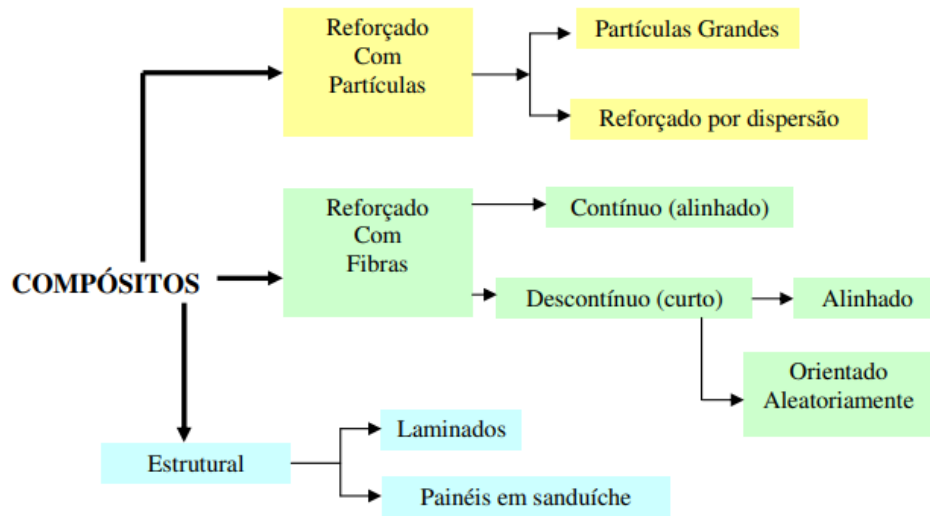 Reforçado
Com
Partículas
Partículas Grandes
Reforçado por dispersão
Reforçado
Com
Fibras
Contínuo (alinhado)
COMPÓSITOS
Descontínuo (curto)
Alinhado
Orientado
Aleatoriamente
Estrutural
Laminados
Painéis em sanduíche